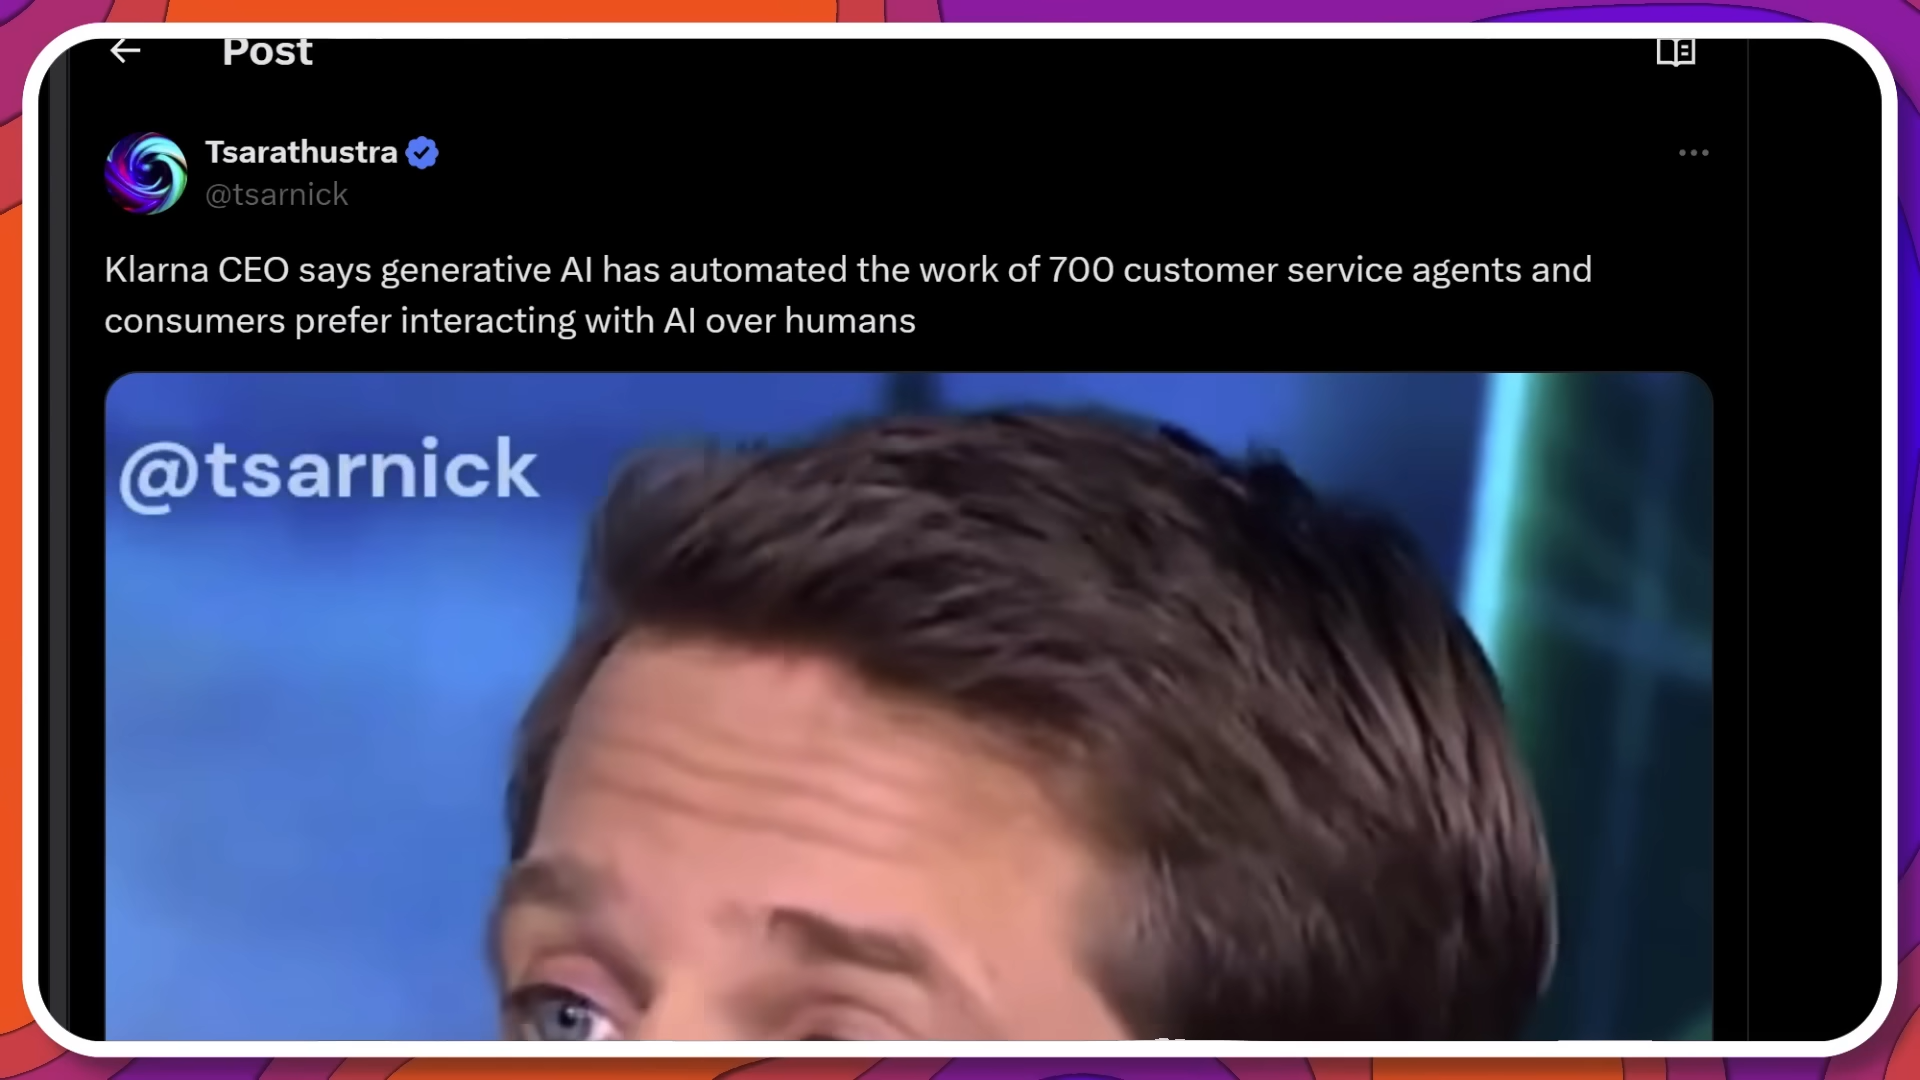 Post
Tsarathustra
@tsarnick
Klarna CEO says generative AI has automated the work of 700 customer service agents and
consumers prefer interacting with AI over humans
@tsarnick